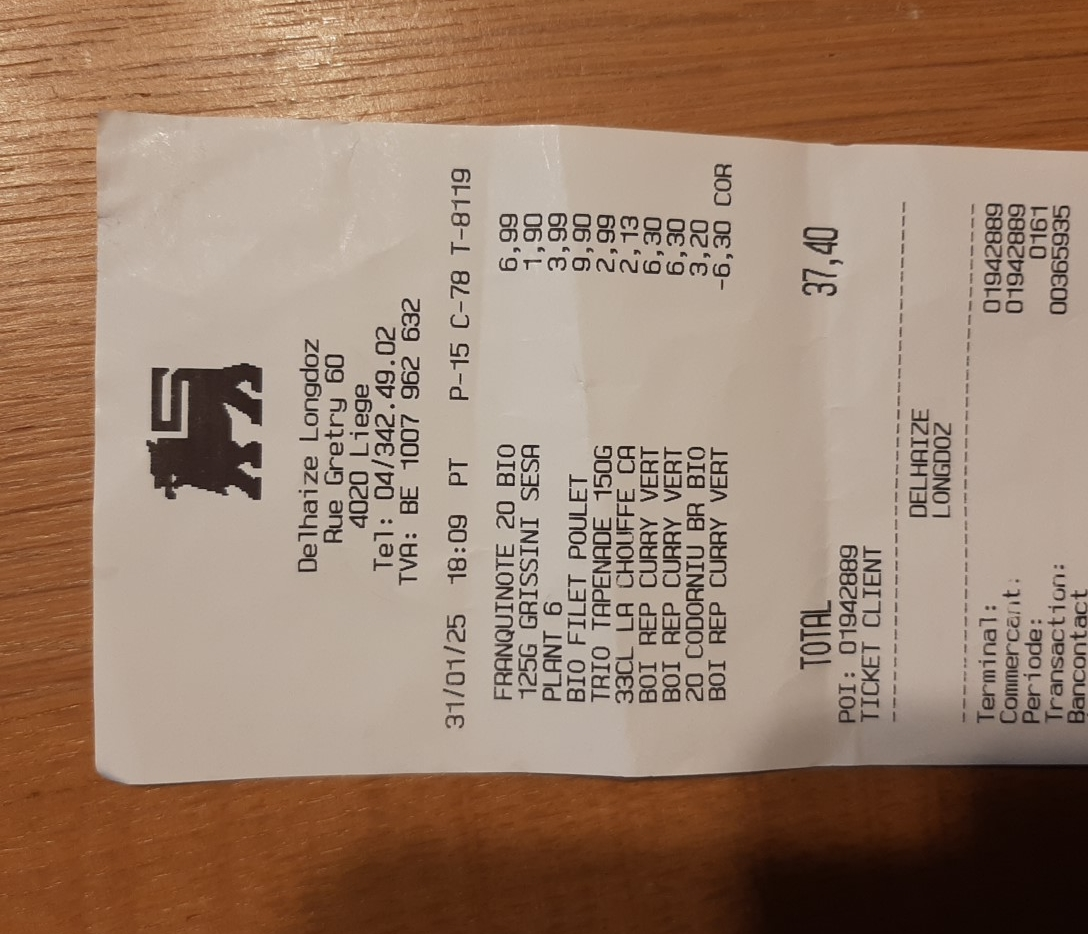 Delhaize Longdoz
Rue Gretry 60
4020 Liege
Tel: 04/342.49.02
TVA: BE 1007 962 632
31/01/25 18:09 PT P-15 C-78 T-8119
FRANQUINOTE 20 BIO 6,99
125G GRISSINI SESA 1,90
PLANT 6 3,99
BIO FILET POULET 9,90
TRIO TAPENADE 150G 2,99
33CL LA CHOUFFE CA 2,13
BOI REP CURRY VERT 6,30
BOI REP CURRY VERT 6,30
20 CODORNIU BR BIO 3,20
BOI REP CURRY VERT -6,30 COR
TOTAL 37,40
POI: 01942889
TICKET CLIENT
--------------------------------
DELHAIZE
LONGDOZ
--------------------------------
Terminal: 01942889
Commercant: 01942889
Periode: 0161
Transaction: 00365935
Bancontact